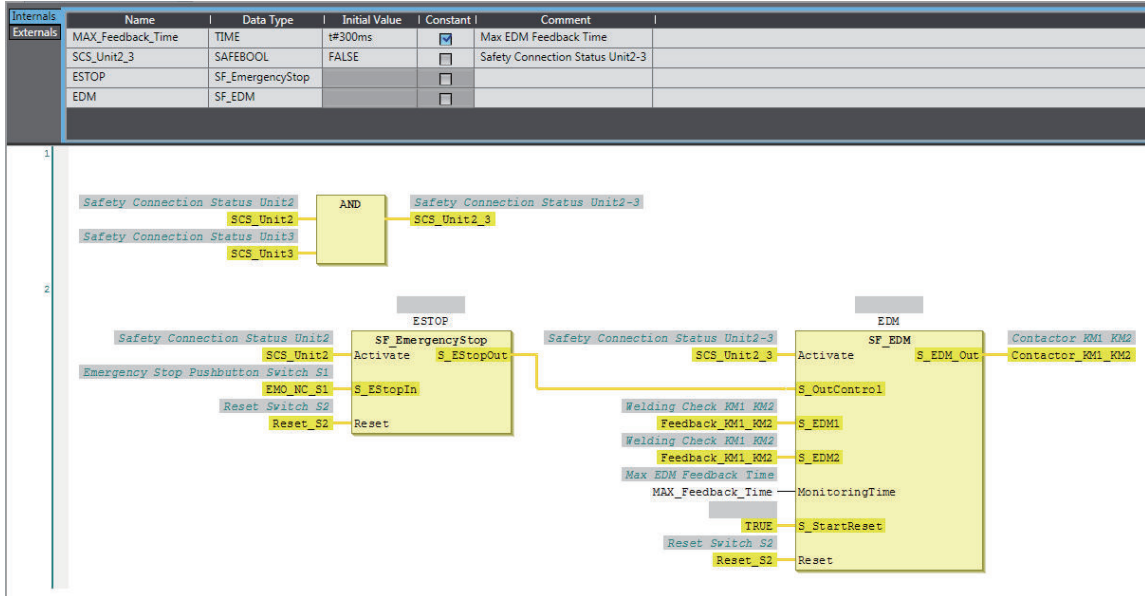 Internals
Externals
Name Data Type Initial Value Constant Comment
MAX_Feedback_Time TIME t#300ms Max EDM Feedback Time
SCS_Unit2_3 SAFEBOOL FALSE Safety Connection Status Unit2-3
ESTOP SF_EmergencyStop
EDM SF_EDM
1
Safety Connection Status Unit2 AND Safety Connection Status Unit2-3
SCS_Unit2 SCS_Unit2_3
Safety Connection Status Unit3
SCS_Unit3
2
ESTOP EDM
Safety Connection Status Unit2 SF_EmergencyStop Safety Connection Status Unit2-3 SF_EDM Contactor KM1 KM2
SCS_Unit2 Activate S_EStopOut SCS_Unit2_3 Activate S_EDM_Out Contactor_KM1_KM2
Emergency Stop Pushbutton Switch S1
EMO_NC_S1 S_EStopIn S_OutControl
Reset Switch S2 Welding Check KM1 KM2
Reset_S2 Reset Feedback_KM1_KM2 S_EDM1
Welding Check KM1 KM2
Feedback_KM1_KM2 S_EDM2
Max EDM Feedback Time
MAX_Feedback_Time MonitoringTime
TRUE S_StartReset
Reset Switch S2
Reset_S2 Reset